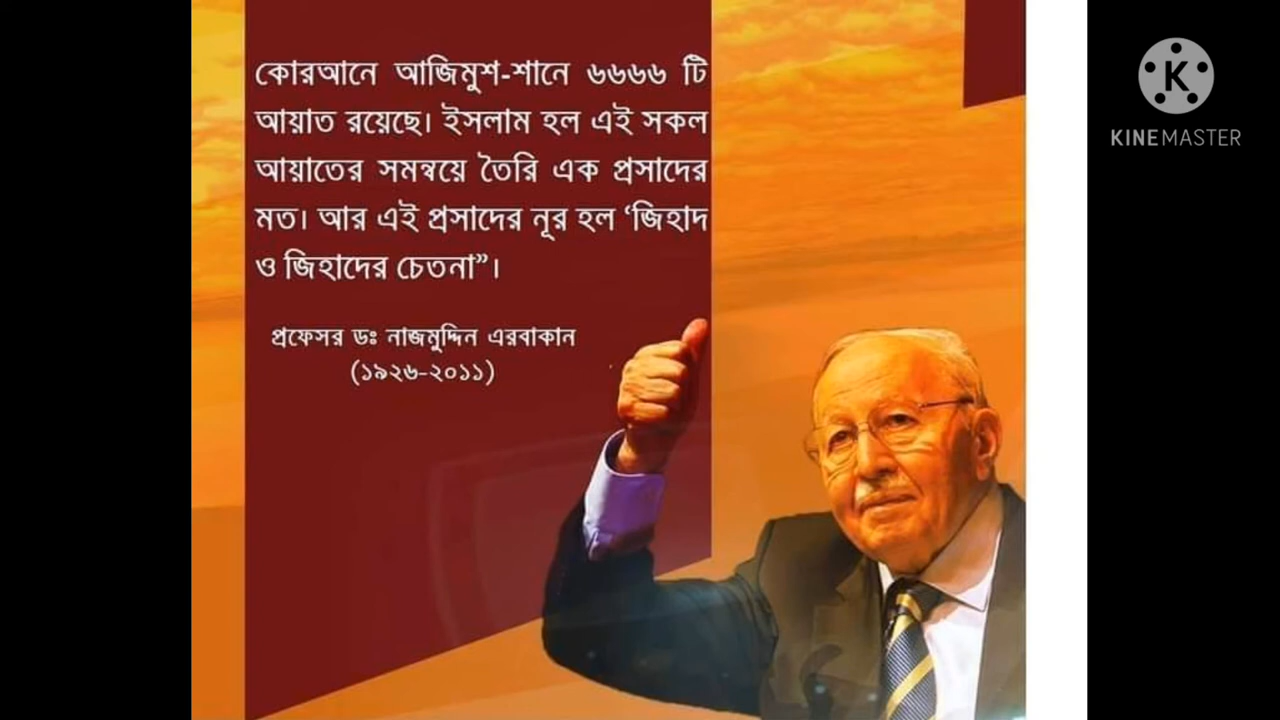 কোরআনে আজিমুশ-শানে ৬৬৬৬ টি
আয়াত রয়েছে। ইসলাম হল এই সকল
আয়াতের সমন্বয়ে তৈরি এক প্রসাদের
মত। আর এই প্রসাদের নূর হল ‘জিহাদ
ও জিহাদের চেতনা”।
প্রফেসর ডঃ নাজমুদ্দিন এরবাকান
(১৯২৬-২০১১)
K
KINEMASTER